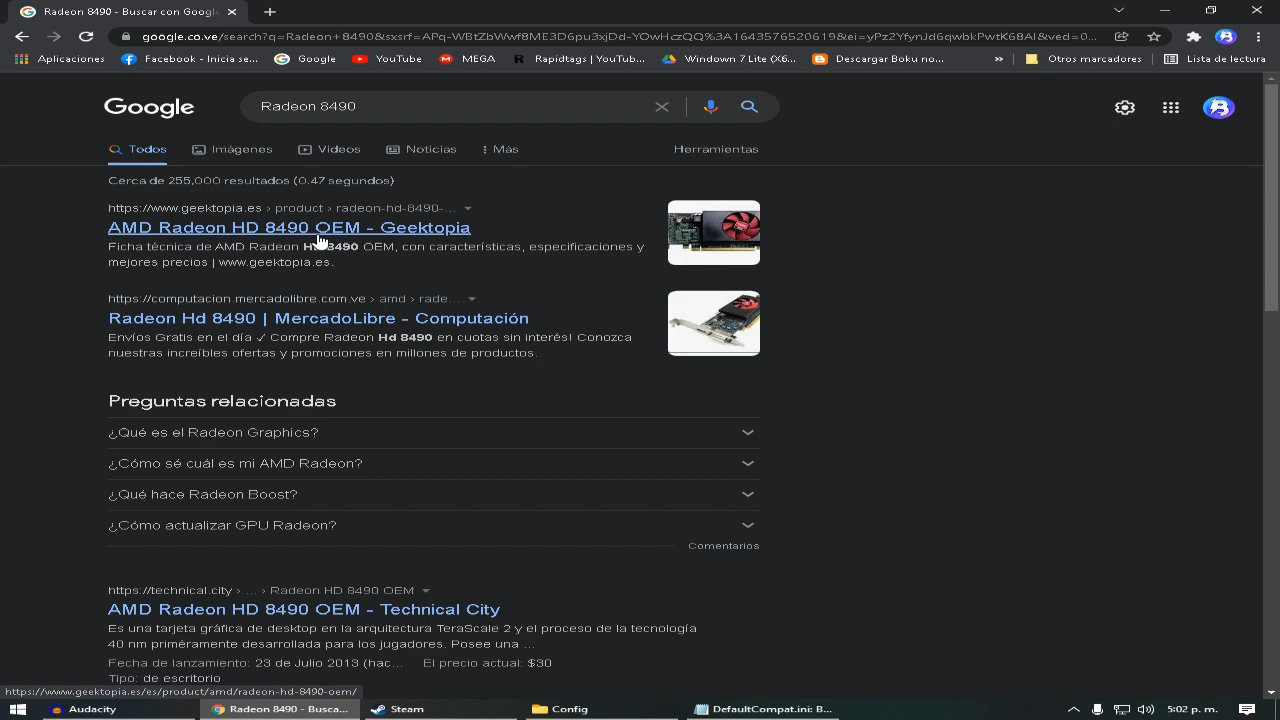 Radeon 8490 - Buscar con Google
google.co.ve/search?q=Radeon+8490&sxsrf=APq-WBtZbWwf8ME3D6pu3xjDd-YOwHczQQ%3A1643576520619&ei=yPz2YfynJd6qwbkPwtK68AI&ved=0...
Aplicaciones
Facebook - Inicia se...
Google
YouTube
MEGA
Rapidtags | YouTub...
Windown 7 Lite (X6...
Descargar Boku no...
»
Otros marcadores
Lista de lectura
Google
Radeon 8490
Todos
Imágenes
Videos
Noticias
Más
Herramientas
Cerca de 255,000 resultados (0.47 segundos)
https://www.geektopia.es › product › radeon-hd-8490-...
AMD Radeon HD 8490 OEM - Geektopia
Ficha técnica de AMD Radeon HD 8490 OEM, con características, especificaciones y
mejores precios | www.geektopia.es.
https://computacion.mercadolibre.com.ve › amd › rade...
Radeon Hd 8490 | MercadoLibre - Computación
Envíos Gratis en el día ✓ Compre Radeon Hd 8490 en cuotas sin interés! Conozca
nuestras increíbles ofertas y promociones en millones de productos.
Preguntas relacionadas
¿Qué es el Radeon Graphics?
¿Cómo sé cuál es mi AMD Radeon?
¿Qué hace Radeon Boost?
¿Cómo actualizar GPU Radeon?
Comentarios
https://technical.city › ... › Radeon HD 8490 OEM
AMD Radeon HD 8490 OEM - Technical City
Es una tarjeta gráfica de desktop en la arquitectura TeraScale 2 y el proceso de la tecnología
40 nm priméramente desarrollada para los jugadores. Posee una ...
Fecha de lanzamiento: 23 de Julio 2013 (hac...
El precio actual: $30
Tipo: de escritorio
https://www.geektopia.es/es/product/amd/radeon-hd-8490-oem/
Audacity
Radeon 8490 - Busca...
Steam
Config
DefaultCompat.ini: B...
5:02 p. m.